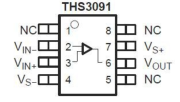 THS3091
NC 1 8 NC
VIN- 2 7 VS+
VIN+ 3 6 VOUT
VS- 4 5 NC